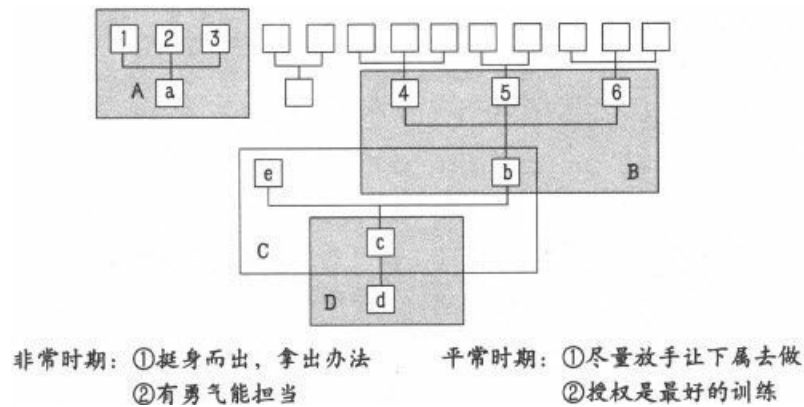 1 2 3
A a
4 5 6
e b B
C c
D d
非常时期：①挺身而出，拿出办法 平常时期：①尽量放手让下属去做
②有勇气能担当 ②授权是最好的训练